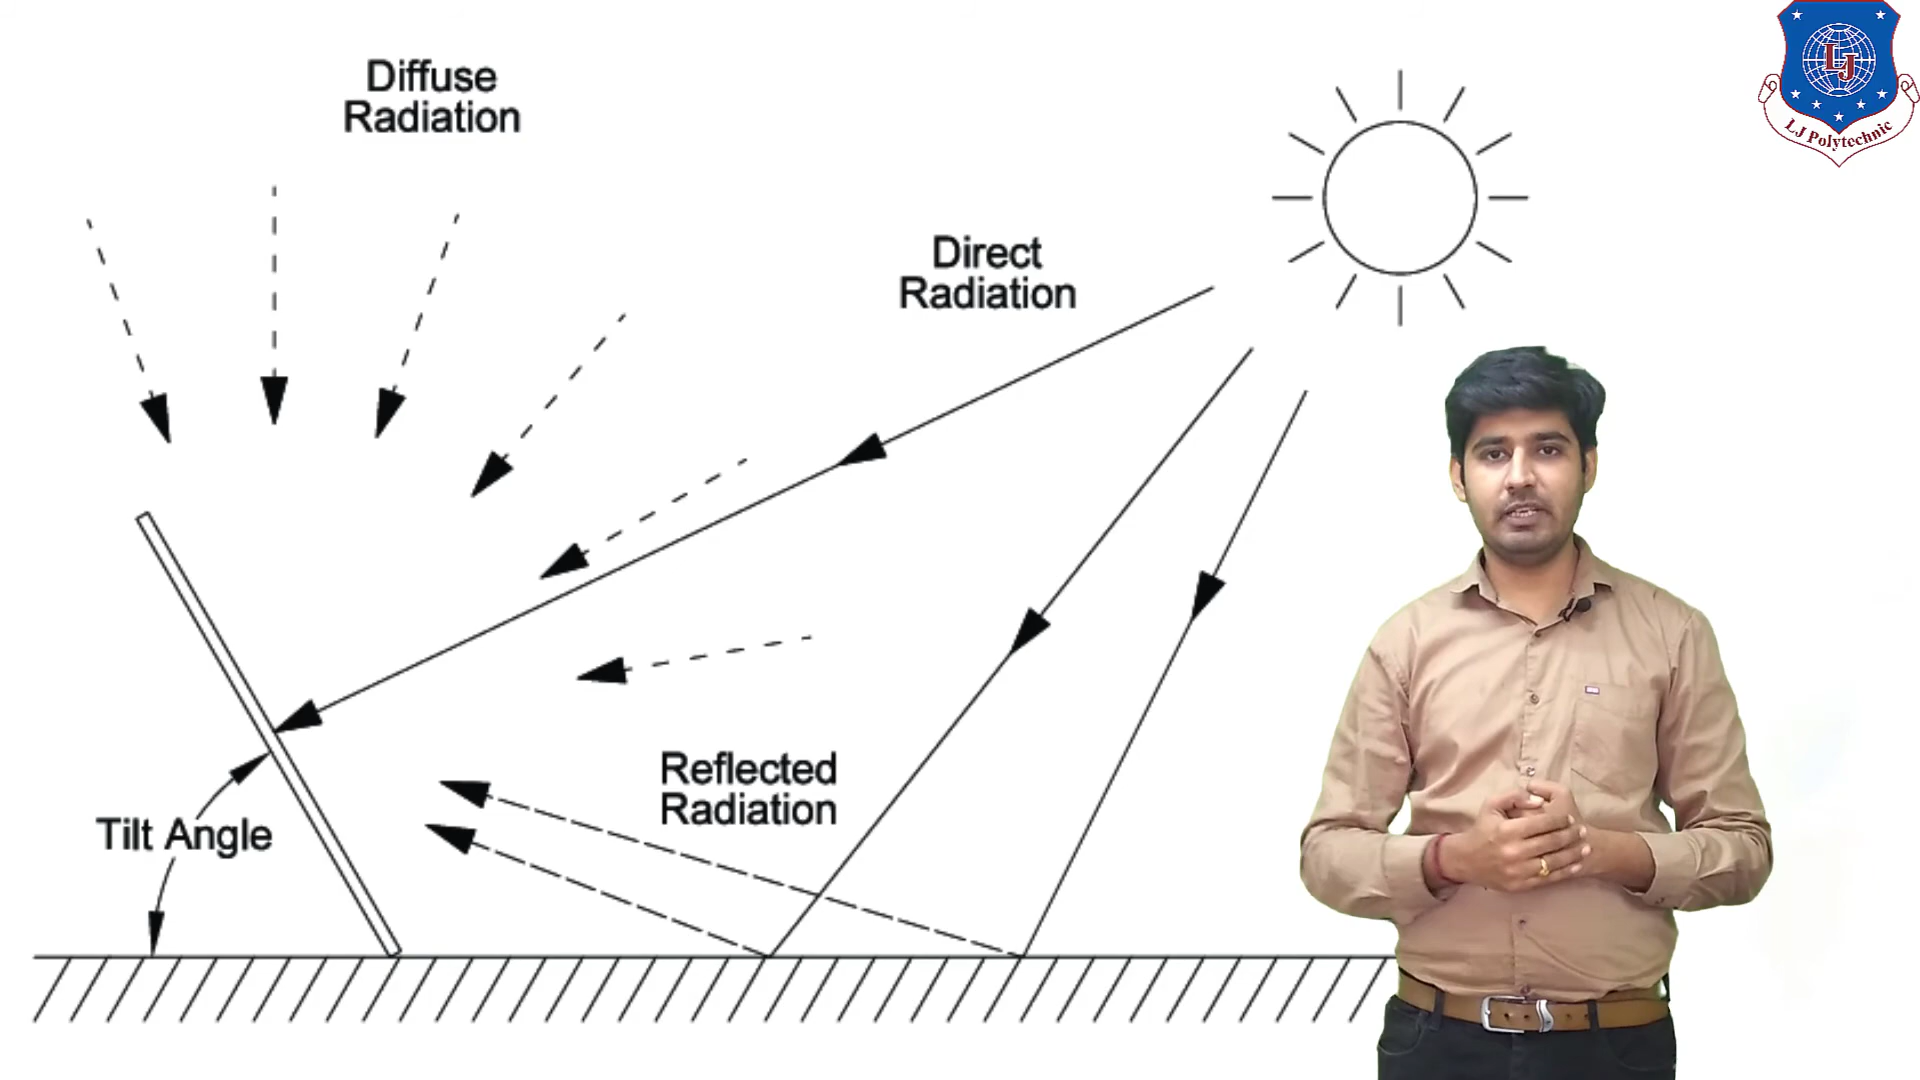 Diffuse
Radiation
Direct
Radiation
Reflected
Radiation
Tilt Angle
LJ
LJ Polytechnic